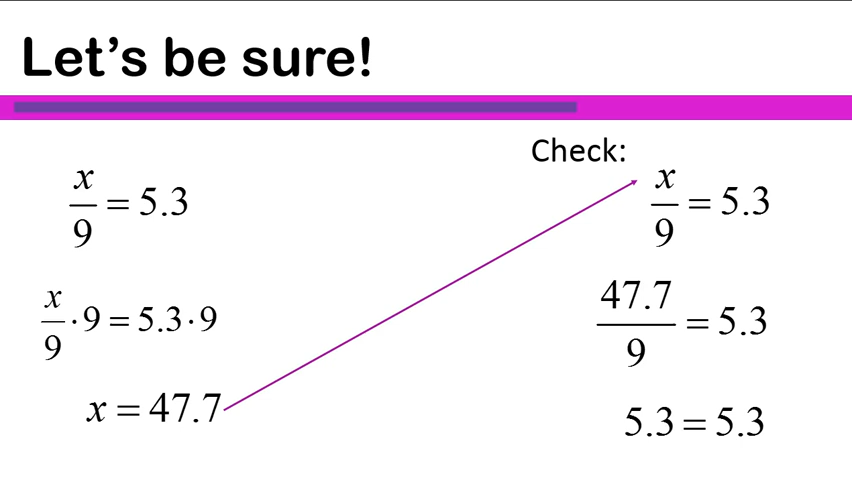 Let's be sure!
x/9 = 5.3
x/9 · 9 = 5.3 · 9
x = 47.7
Check:
x/9 = 5.3
47.7/9 = 5.3
5.3 = 5.3